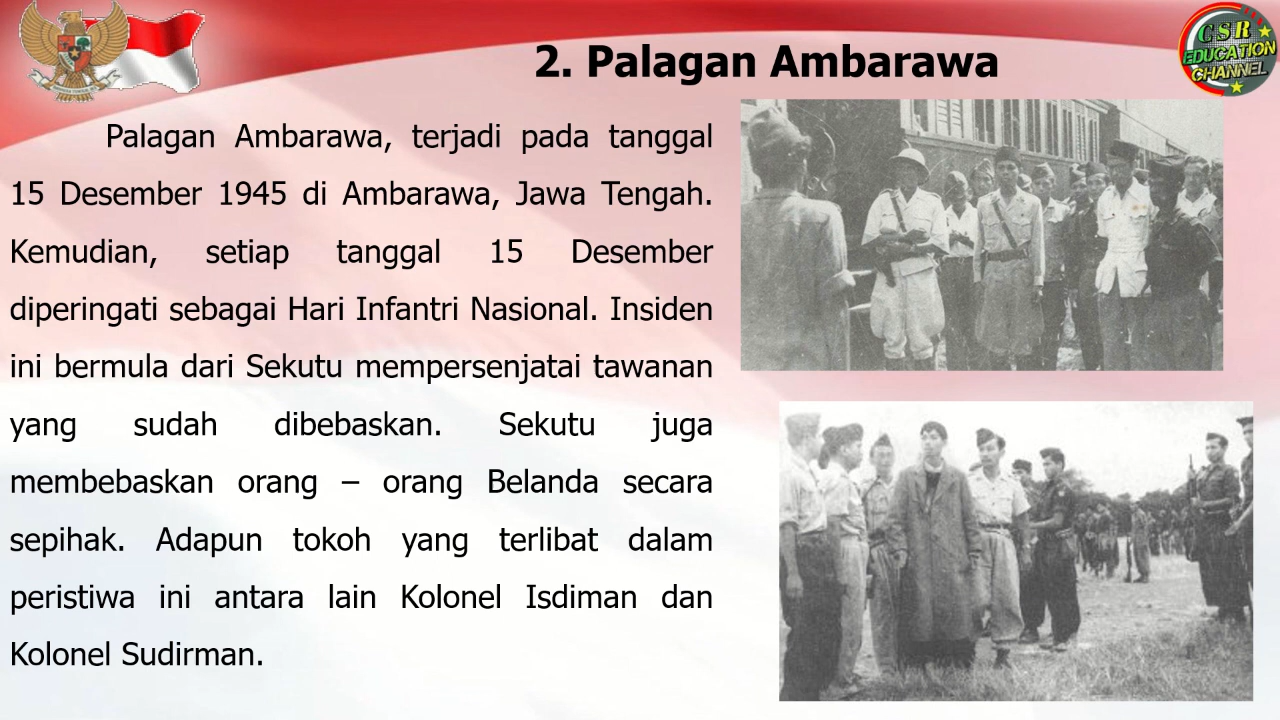 2. Palagan Ambarawa
CSR
EDUCATION
CHANNEL
Palagan Ambarawa, terjadi pada tanggal
15 Desember 1945 di Ambarawa, Jawa Tengah.
Kemudian, setiap tanggal 15 Desember
diperingati sebagai Hari Infantri Nasional. Insiden
ini bermula dari Sekutu mempersenjatai tawanan
yang sudah dibebaskan. Sekutu juga
membebaskan orang – orang Belanda secara
sepihak. Adapun tokoh yang terlibat dalam
peristiwa ini antara lain Kolonel Isdiman dan
Kolonel Sudirman.